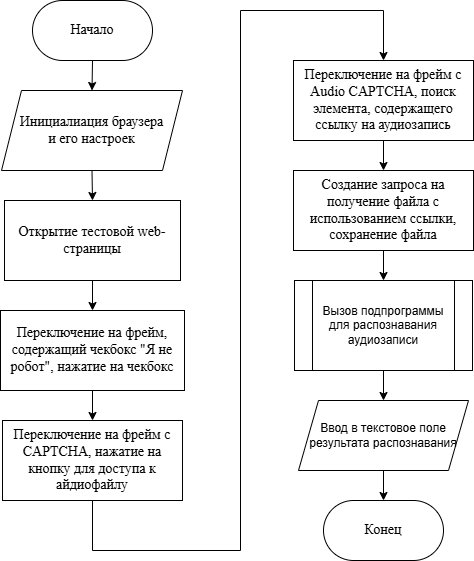 Начало
Инициалиация браузера
и его настроек
Открытие тестовой web-
страницы
Переключение на фрейм,
содержащий чекбокс "Я не
робот", нажатие на чекбокс
Переключение на фрейм с
CAPTCHA, нажатие на
кнопку для доступа к
айдиофайлу
Переключение на фрейм с
Audio CAPTCHA, поиск
элемента, содержащего
ссылку на аудиозапись
Создание запроса на
получение файла с
использованием ссылки,
сохранение файла
Вызов подпрограммы
для распознавания
аудиозаписи
Ввод в текстовое поле
результата распознавания
Конец